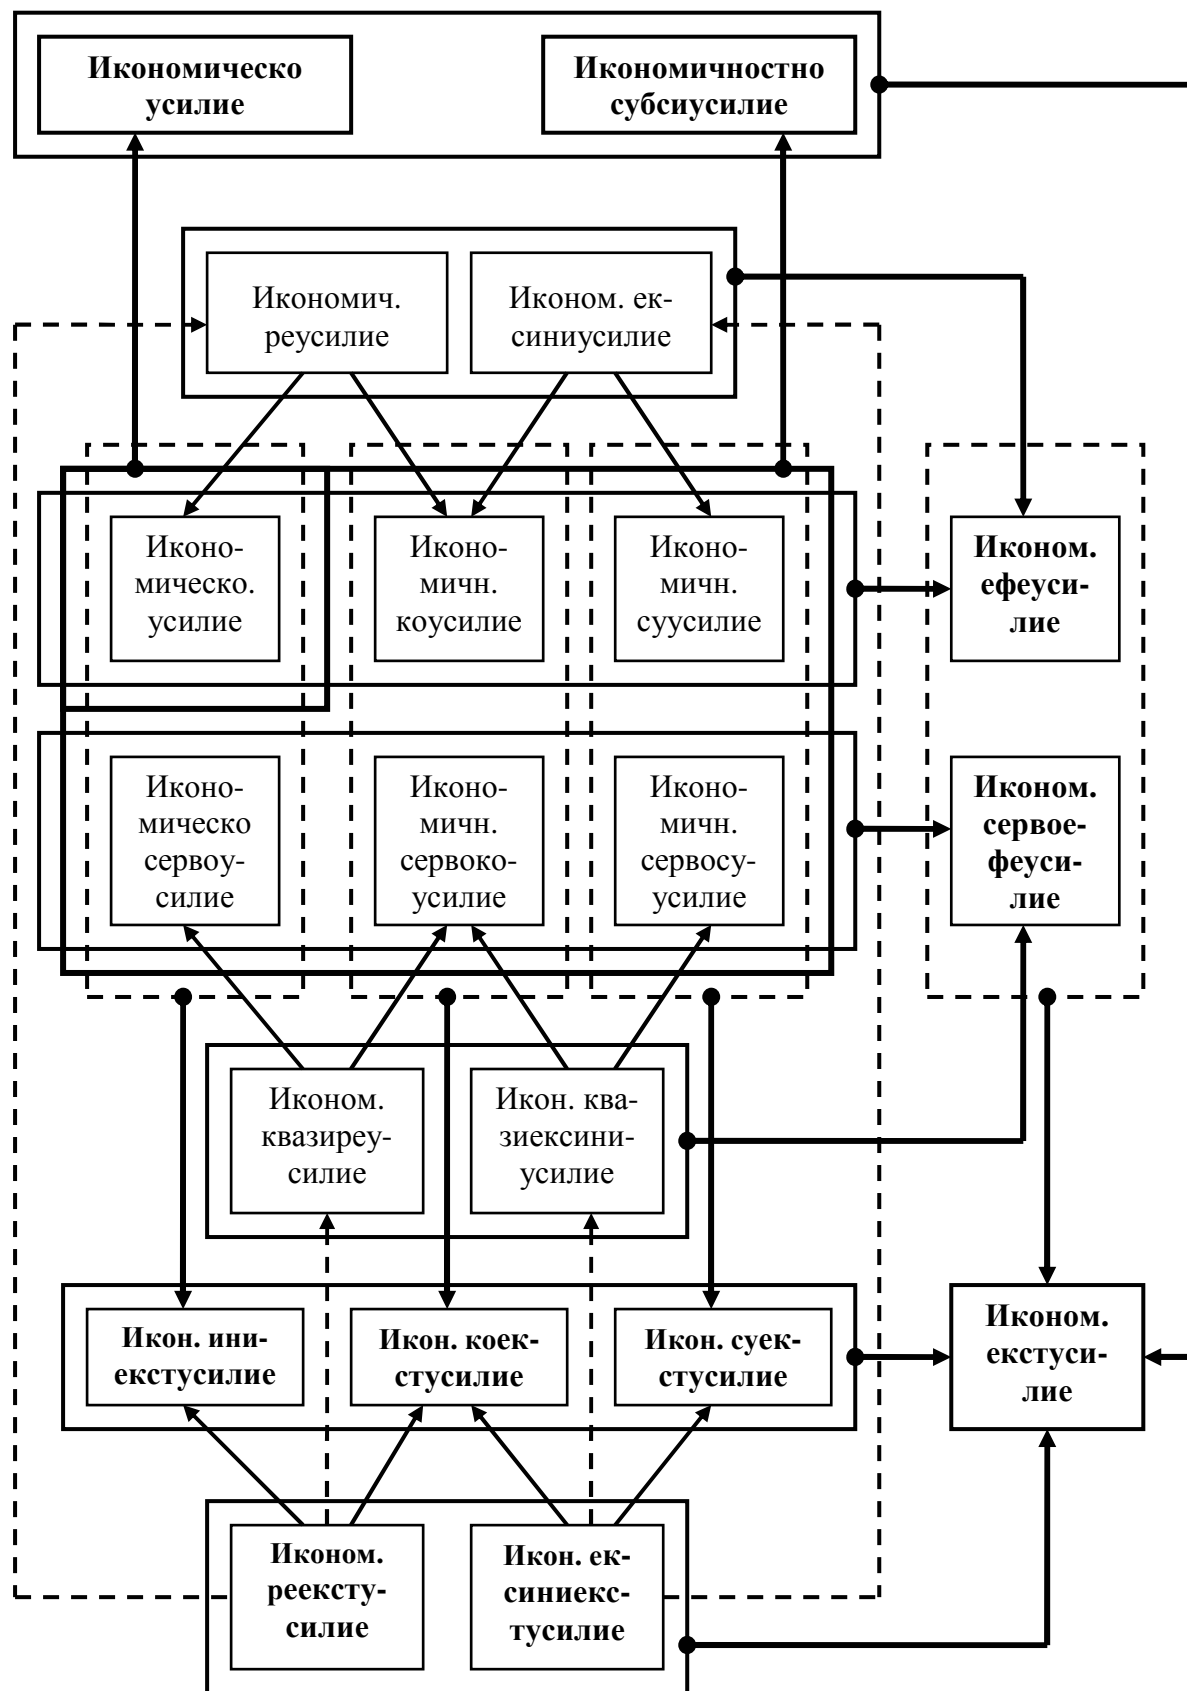 Икономическо
усилие
Икономичностно
субсиусилие
Икономич.
реусилие
Иконом. ек-
синиусилие
Иконо-
мическо.
усилие
Иконо-
мичн.
коусилие
Иконо-
мичн.
суусилие
Иконом.
ефеуси-
лие
Иконо-
мическо
сервоу-
силие
Иконо-
мичн.
сервоко-
усилие
Иконо-
мичн.
сервосу-
усилие
Иконом.
сервое-
феуси-
лие
Иконом.
квазиреу-
силие
Икон. ква-
зиексини-
усилие
Икон. ини-
екстусилие
Икон. коек-
стусилие
Икон. суек-
стусилие
Иконом.
екстуси-
лие
Иконом.
реексту-
силие
Икон. ек-
синиекс-
тусилие